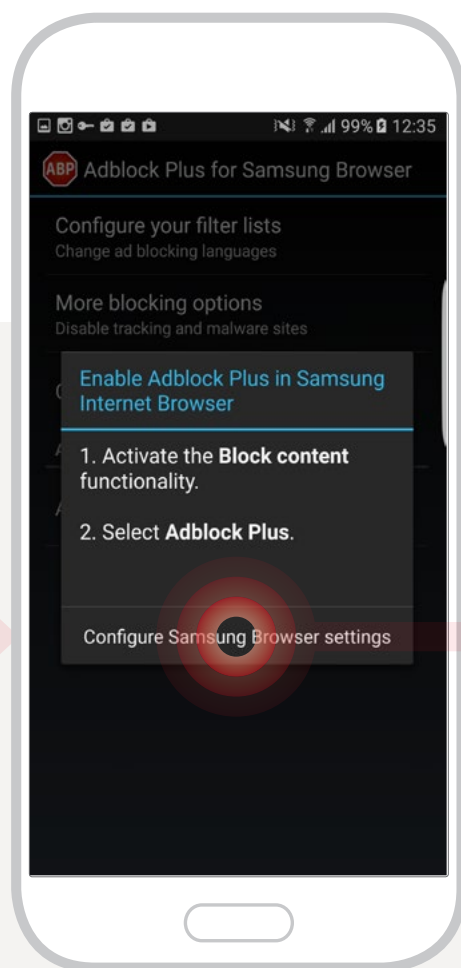 99% 12:35
ABP Adblock Plus for Samsung Browser
Configure your filter lists
Change ad blocking languages
More blocking options
Disable tracking and malware sites
Enable Adblock Plus in Samsung
Internet Browser
1. Activate the Block content
functionality.
2. Select Adblock Plus.
Configure Samsung Browser settings